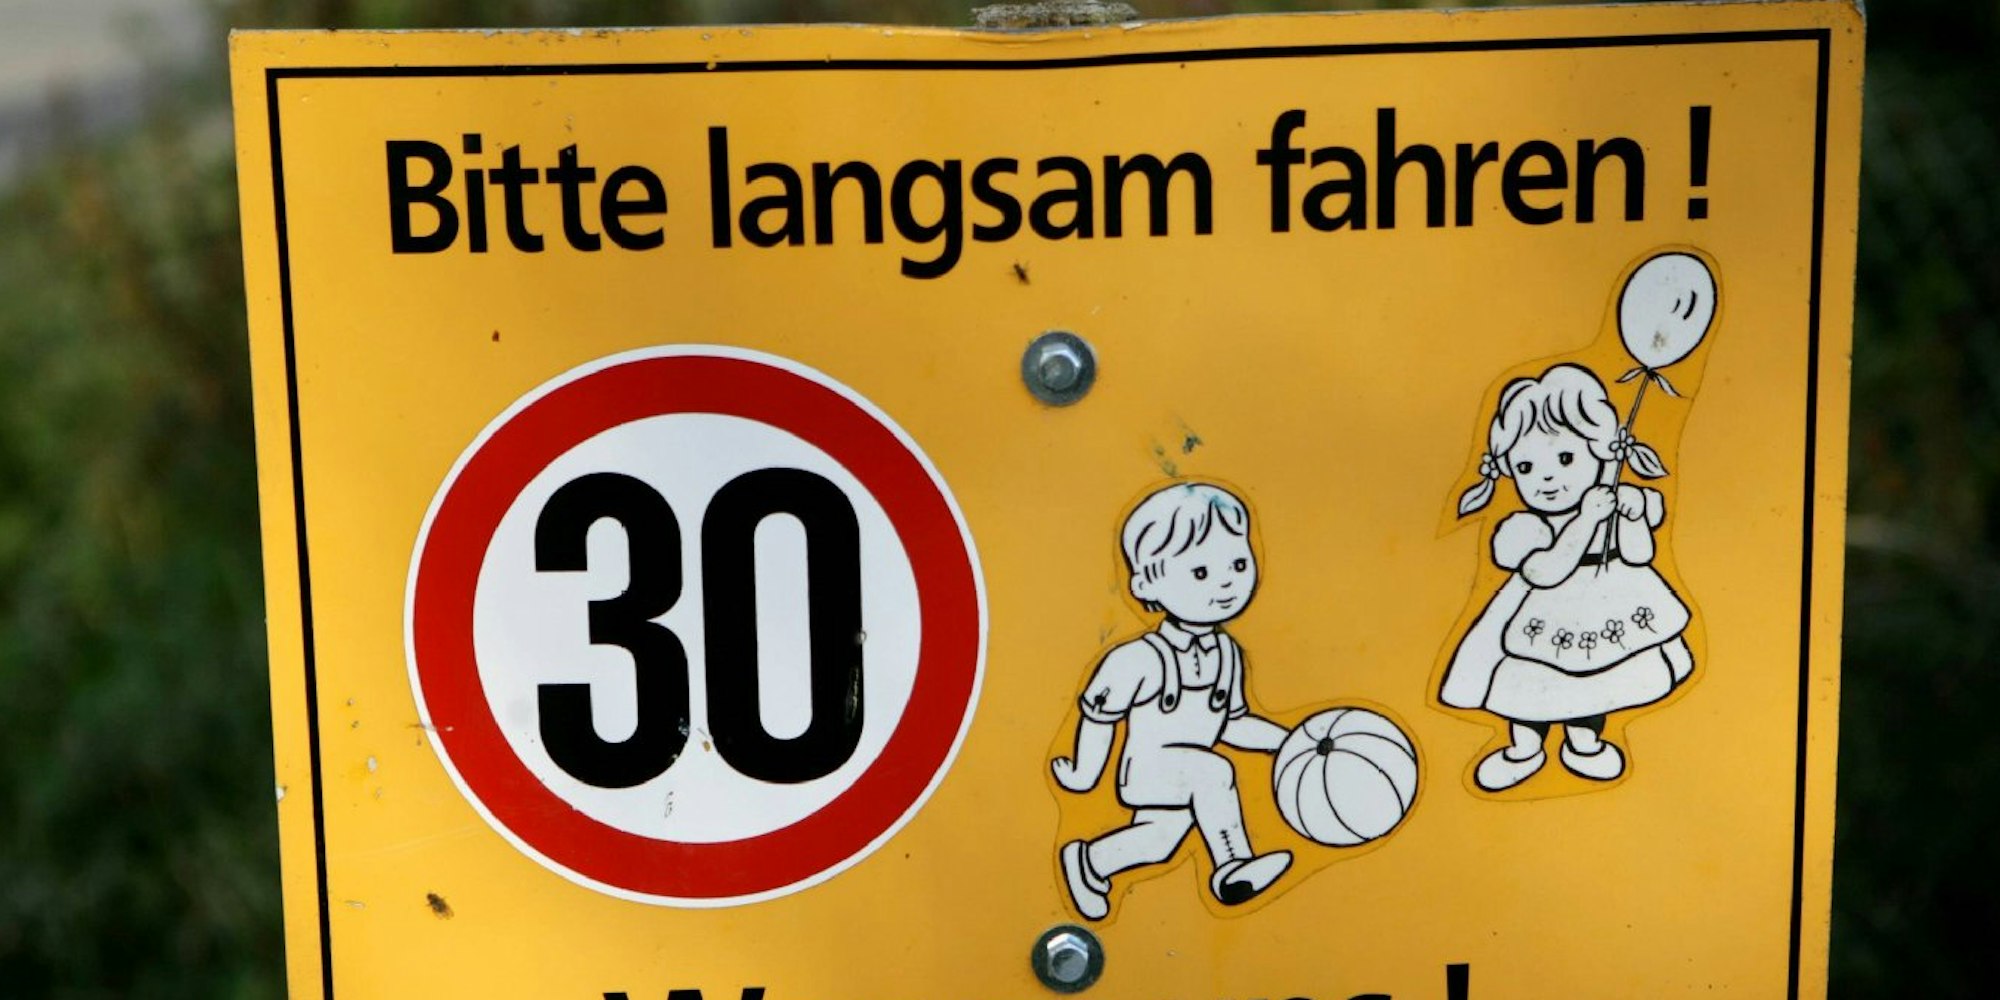 Bitte langsam fahren !
30